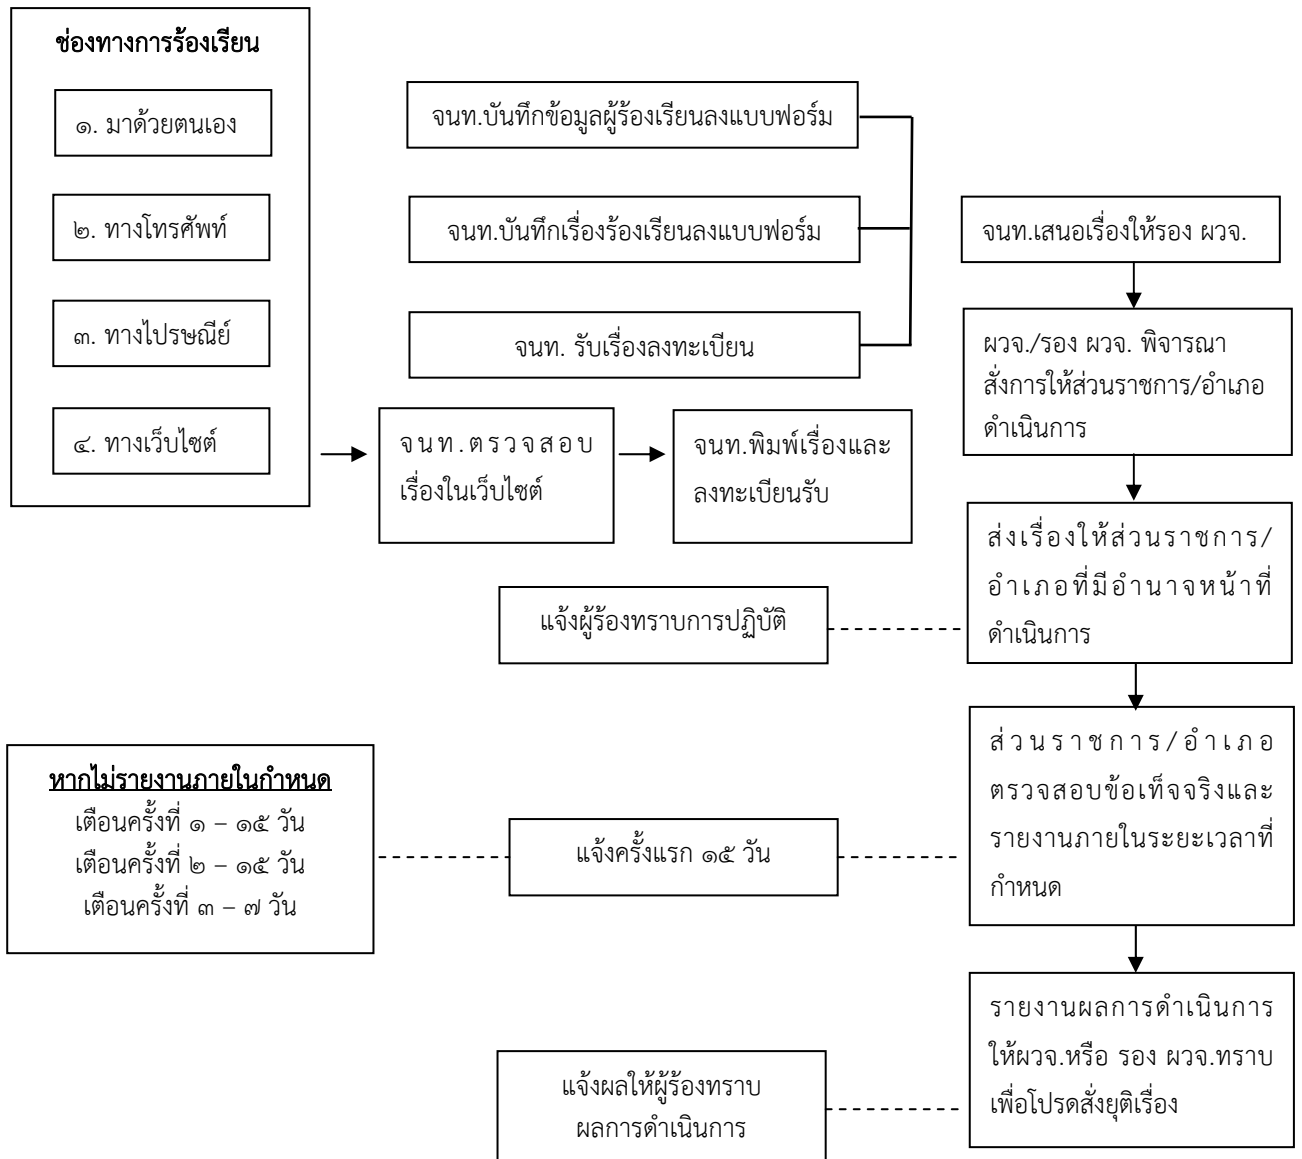 ช่องทางการร้องเรียน
๑. มาด้วยตนเอง
๒. ทางโทรศัพท์
๓. ทางไปรษณีย์
๔. ทางเว็บไซต์
จนท.บันทึกข้อมูลผู้ร้องเรียนลงแบบฟอร์ม
จนท.บันทึกเรื่องร้องเรียนลงแบบฟอร์ม
จนท. รับเรื่องลงทะเบียน
จนท.ตรวจสอบ
เรื่องในเว็บไซต์
จนท.พิมพ์เรื่องและ
ลงทะเบียนรับ
จนท.เสนอเรื่องให้รอง ผวจ.
ผวจ./รอง ผวจ. พิจารณา
สั่งการให้ส่วนราชการ/อำเภอ
ดำเนินการ
ส่งเรื่องให้ส่วนราชการ/
อำเภอที่มีอำนาจหน้าที่
ดำเนินการ
แจ้งผู้ร้องทราบการปฏิบัติ
ส่วนราชการ/อำเภอ
ตรวจสอบข้อเท็จจริงและ
รายงานภายในระยะเวลาที่
กำหนด
แจ้งครั้งแรก ๑๕ วัน
หากไม่รายงานภายในกำหนด
เตือนครั้งที่ ๑ – ๑๕ วัน
เตือนครั้งที่ ๒ – ๑๕ วัน
เตือนครั้งที่ ๓ – ๗ วัน
รายงานผลการดำเนินการ
ให้ผวจ.หรือ รอง ผวจ.ทราบ
เพื่อโปรดสั่งยุติเรื่อง
แจ้งผลให้ผู้ร้องทราบ
ผลการดำเนินการ